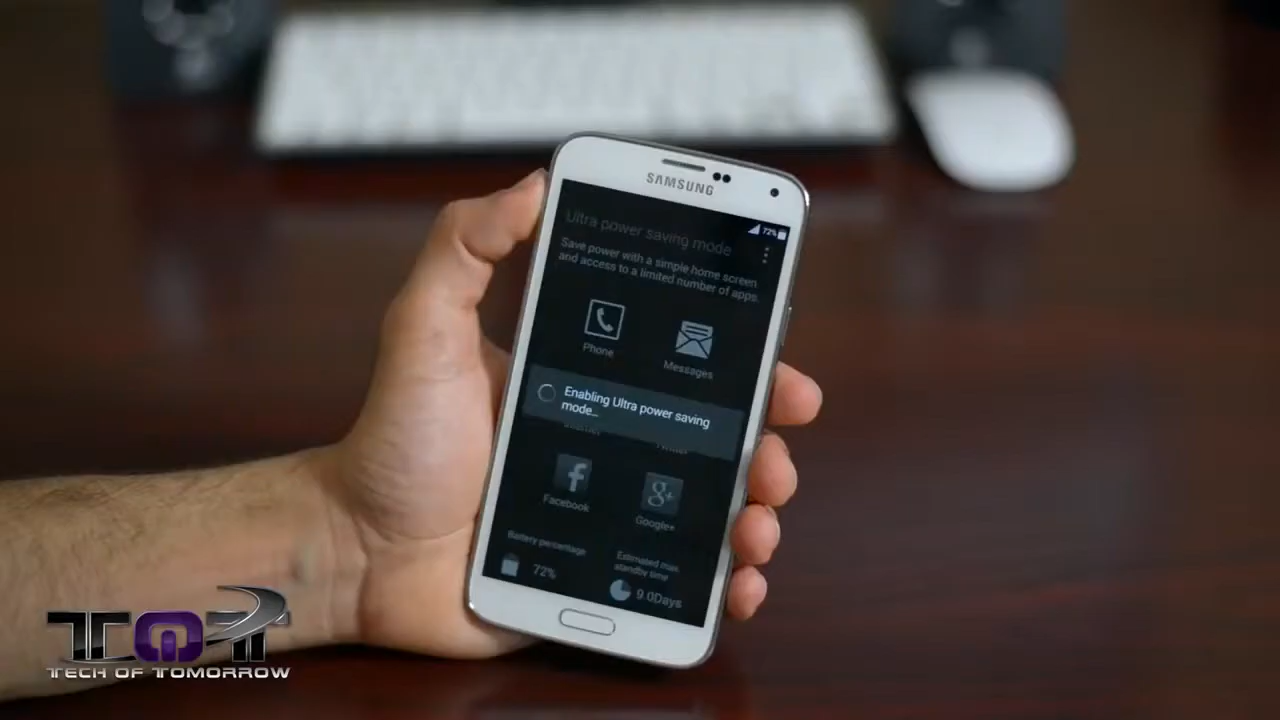 SAMSUNG
72%
Ultra power saving mode
Save power with a simple home screen
and access to a limited number of apps.
Phone
Messages
Enabling Ultra power saving
mode...
Facebook
Google+
Battery percentage
72%
Estimated max.
standby time
9.0Days
TOT
TECH OF TOMORROW